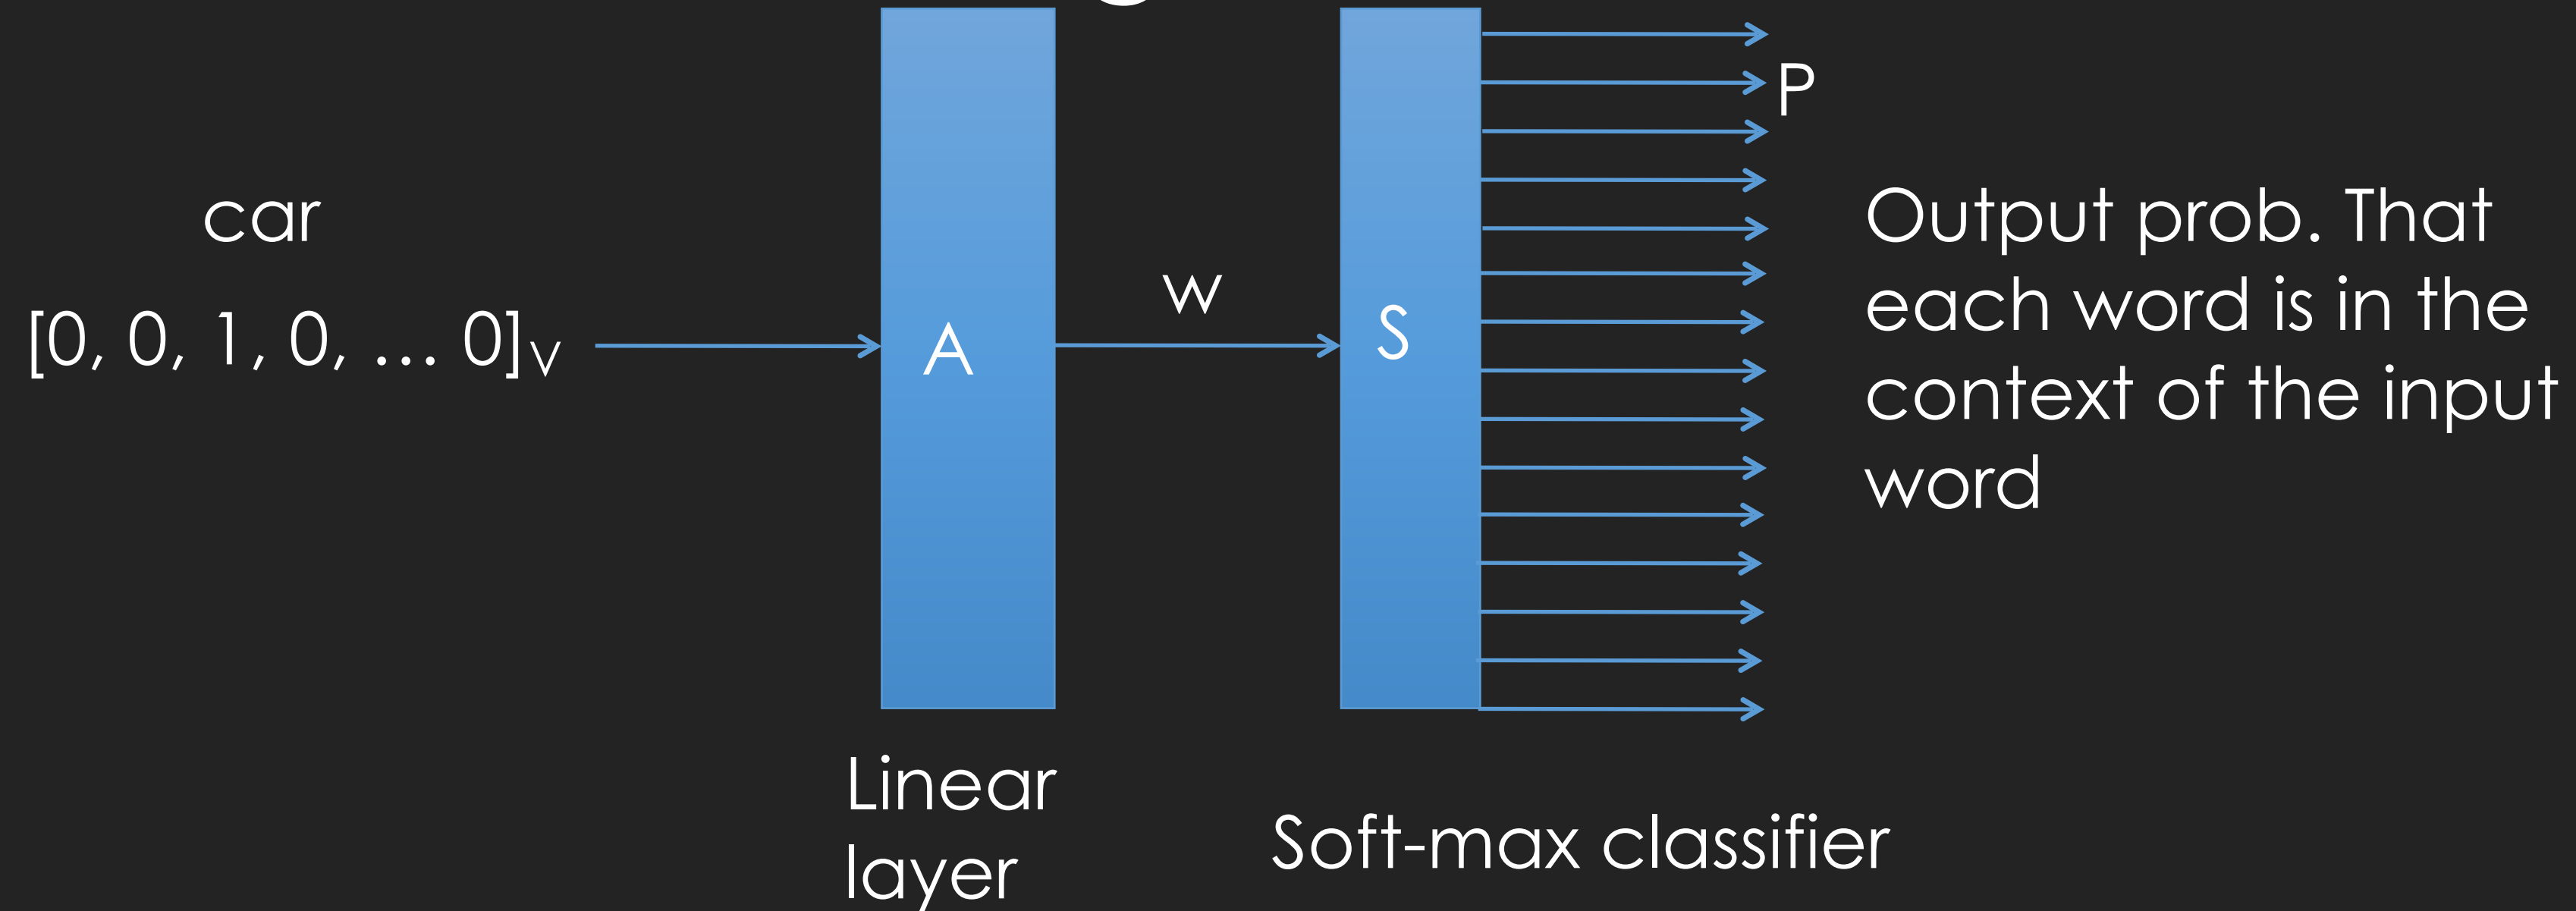 P
car
[0, 0, 1, 0, ... 0]V
A
w
S
Output prob. That
each word is in the
context of the input
word
Linear
layer
Soft-max classifier